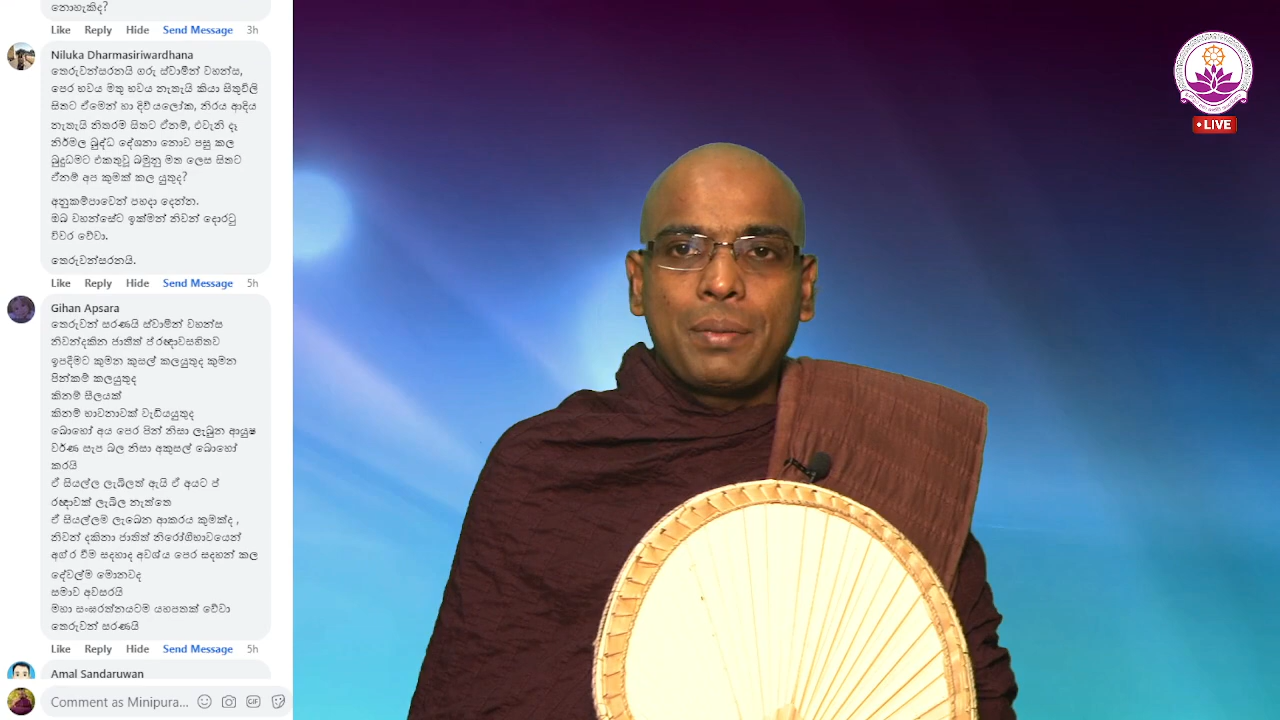 නොහැකිද?
Like Reply Hide Send Message 3h
Niluka Dharmasiriwardhana
තෙරුවන්සරනයි ගරු ස්වාමීන් වහන්ස,
පෙර භවය මතු භවය නැතැයි කියා සිතුවිලි
සිතට ඒමෙන් හා දිව්‍යලෝක, නිරය ආදිය
නැතැයි නිතරම සිතට ඒනම්, එවැනි දෑ
නිර්මල බුද්ධ දේශනා නොව පසු කල
බුදුධමට එකතුවූ බමුනු මත ලෙස සිතට
ඒනම් අප කුමක් කල යුතුද?
අනුකම්පාවෙන් පහදා දෙන්න.
ඔබ වහන්සේට ඉක්මන් නිවන් දොරටු
විවර වේවා.
තෙරුවන්සරනයි.
Like Reply Hide Send Message 5h
Gihan Apsara
තෙරුවන් සරණයි ස්වාමීන් වහන්ස
නිවන්දකින ජාතිත් ප්‍රඥාවසහිතව
ඉපදීමට කුමන කුසල් කලයුතුද කුමන
පින්කම් කලයුතුද
කිනම් සීලයක්
කිනම් භාවනාවක් වැඩියයුතුද
බොහෝ අය පෙර පින් නිසා ලැබුන ආයුෂ
වර්ණ සැප බල නිසා අකුසල් බොහෝ
කරයි
ඒ සියල්ල ලැබිලත් ඇයි ඒ අයට ප්‍
රඥාවක් ලැබිල නැත්තෙ
ඒ සියල්ලම ලැබෙන ආකරය කුමක්ද ,
නිවන් දකිනා ජාතිත් නිරෝගිභාවයෙන්
අග්‍ර වීම සදහාද අවශ්‍ය පෙර සදහන් කල
දේවල්ම මොනවද
සමාව අවසරයි
මහා සංඝරත්නයටම යහපතක් වේවා
තෙරුවන් සරණයි
Like Reply Hide Send Message 5h
Amal Sandaruwan
Comment as Minipura...
GIF
LIVE